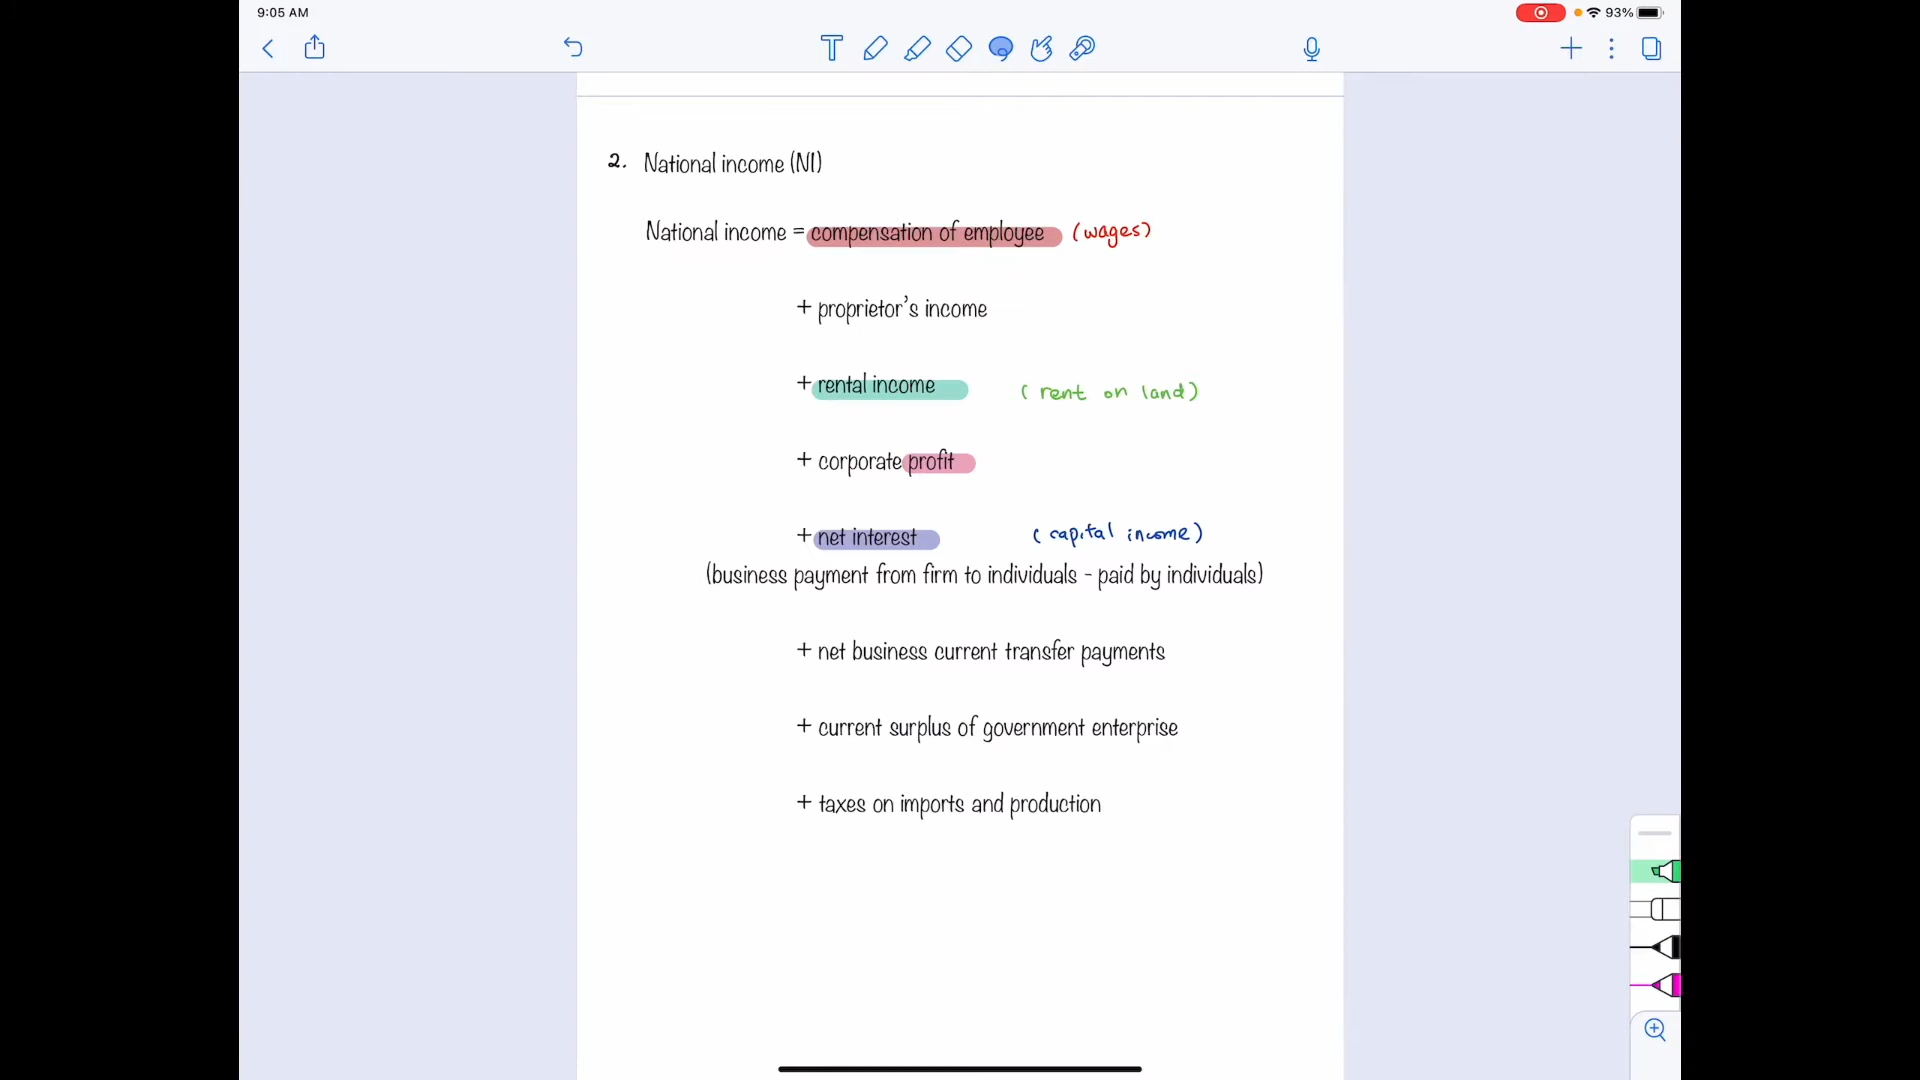 9:05 AM
93%
2. National income (NI)
National income = compensation of employee (wages)
+ proprietor's income
+ rental income (rent on land)
+ corporate profit
+ net interest (capital income)
(business payment from firm to individuals - paid by individuals)
+ net business current transfer payments
+ current surplus of government enterprise
+ taxes on imports and production